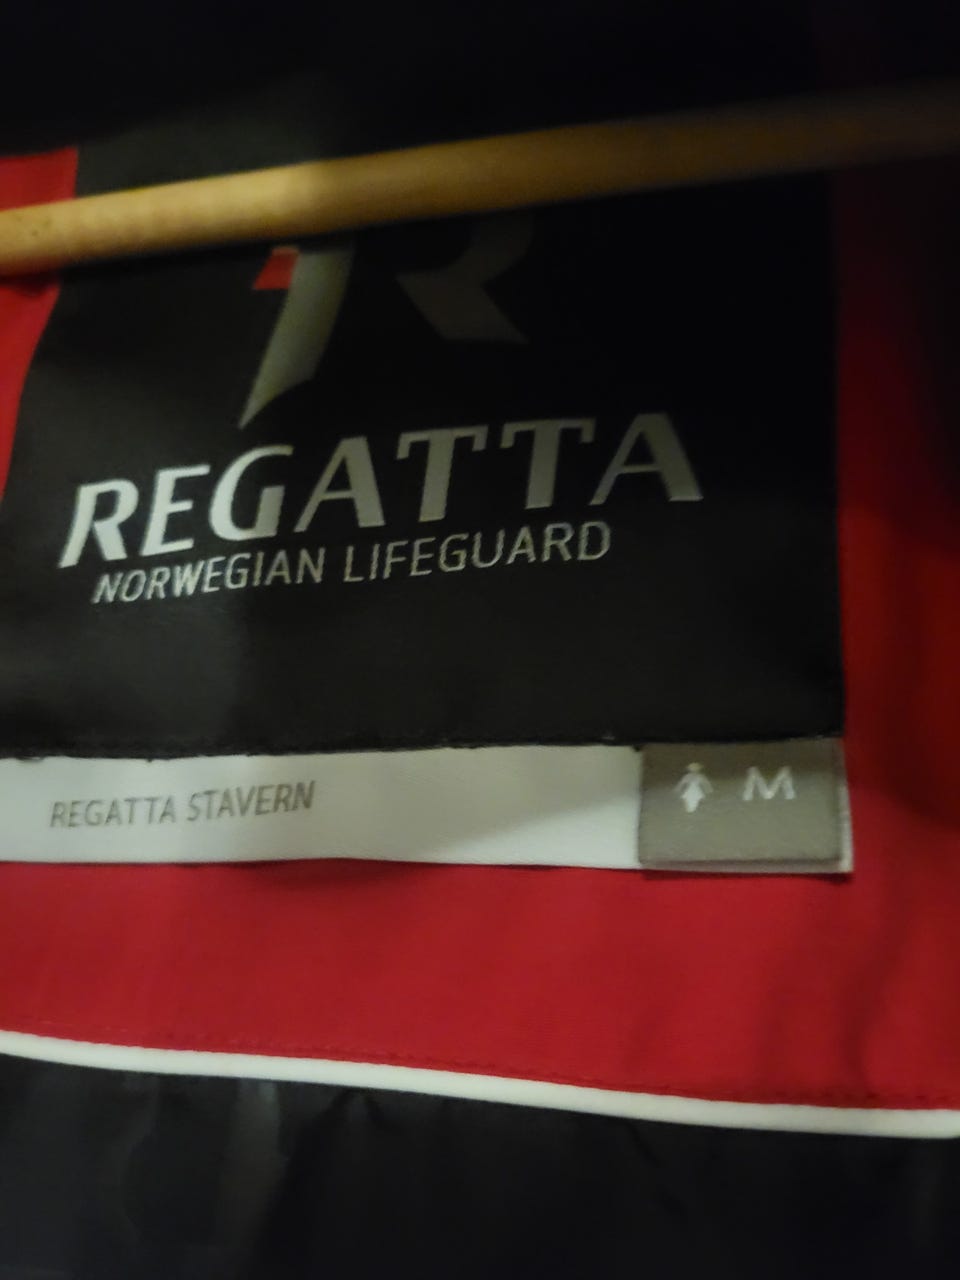 R
REGATTA
NORWEGIAN LIFEGUARD
REGATTA STAVERN
M